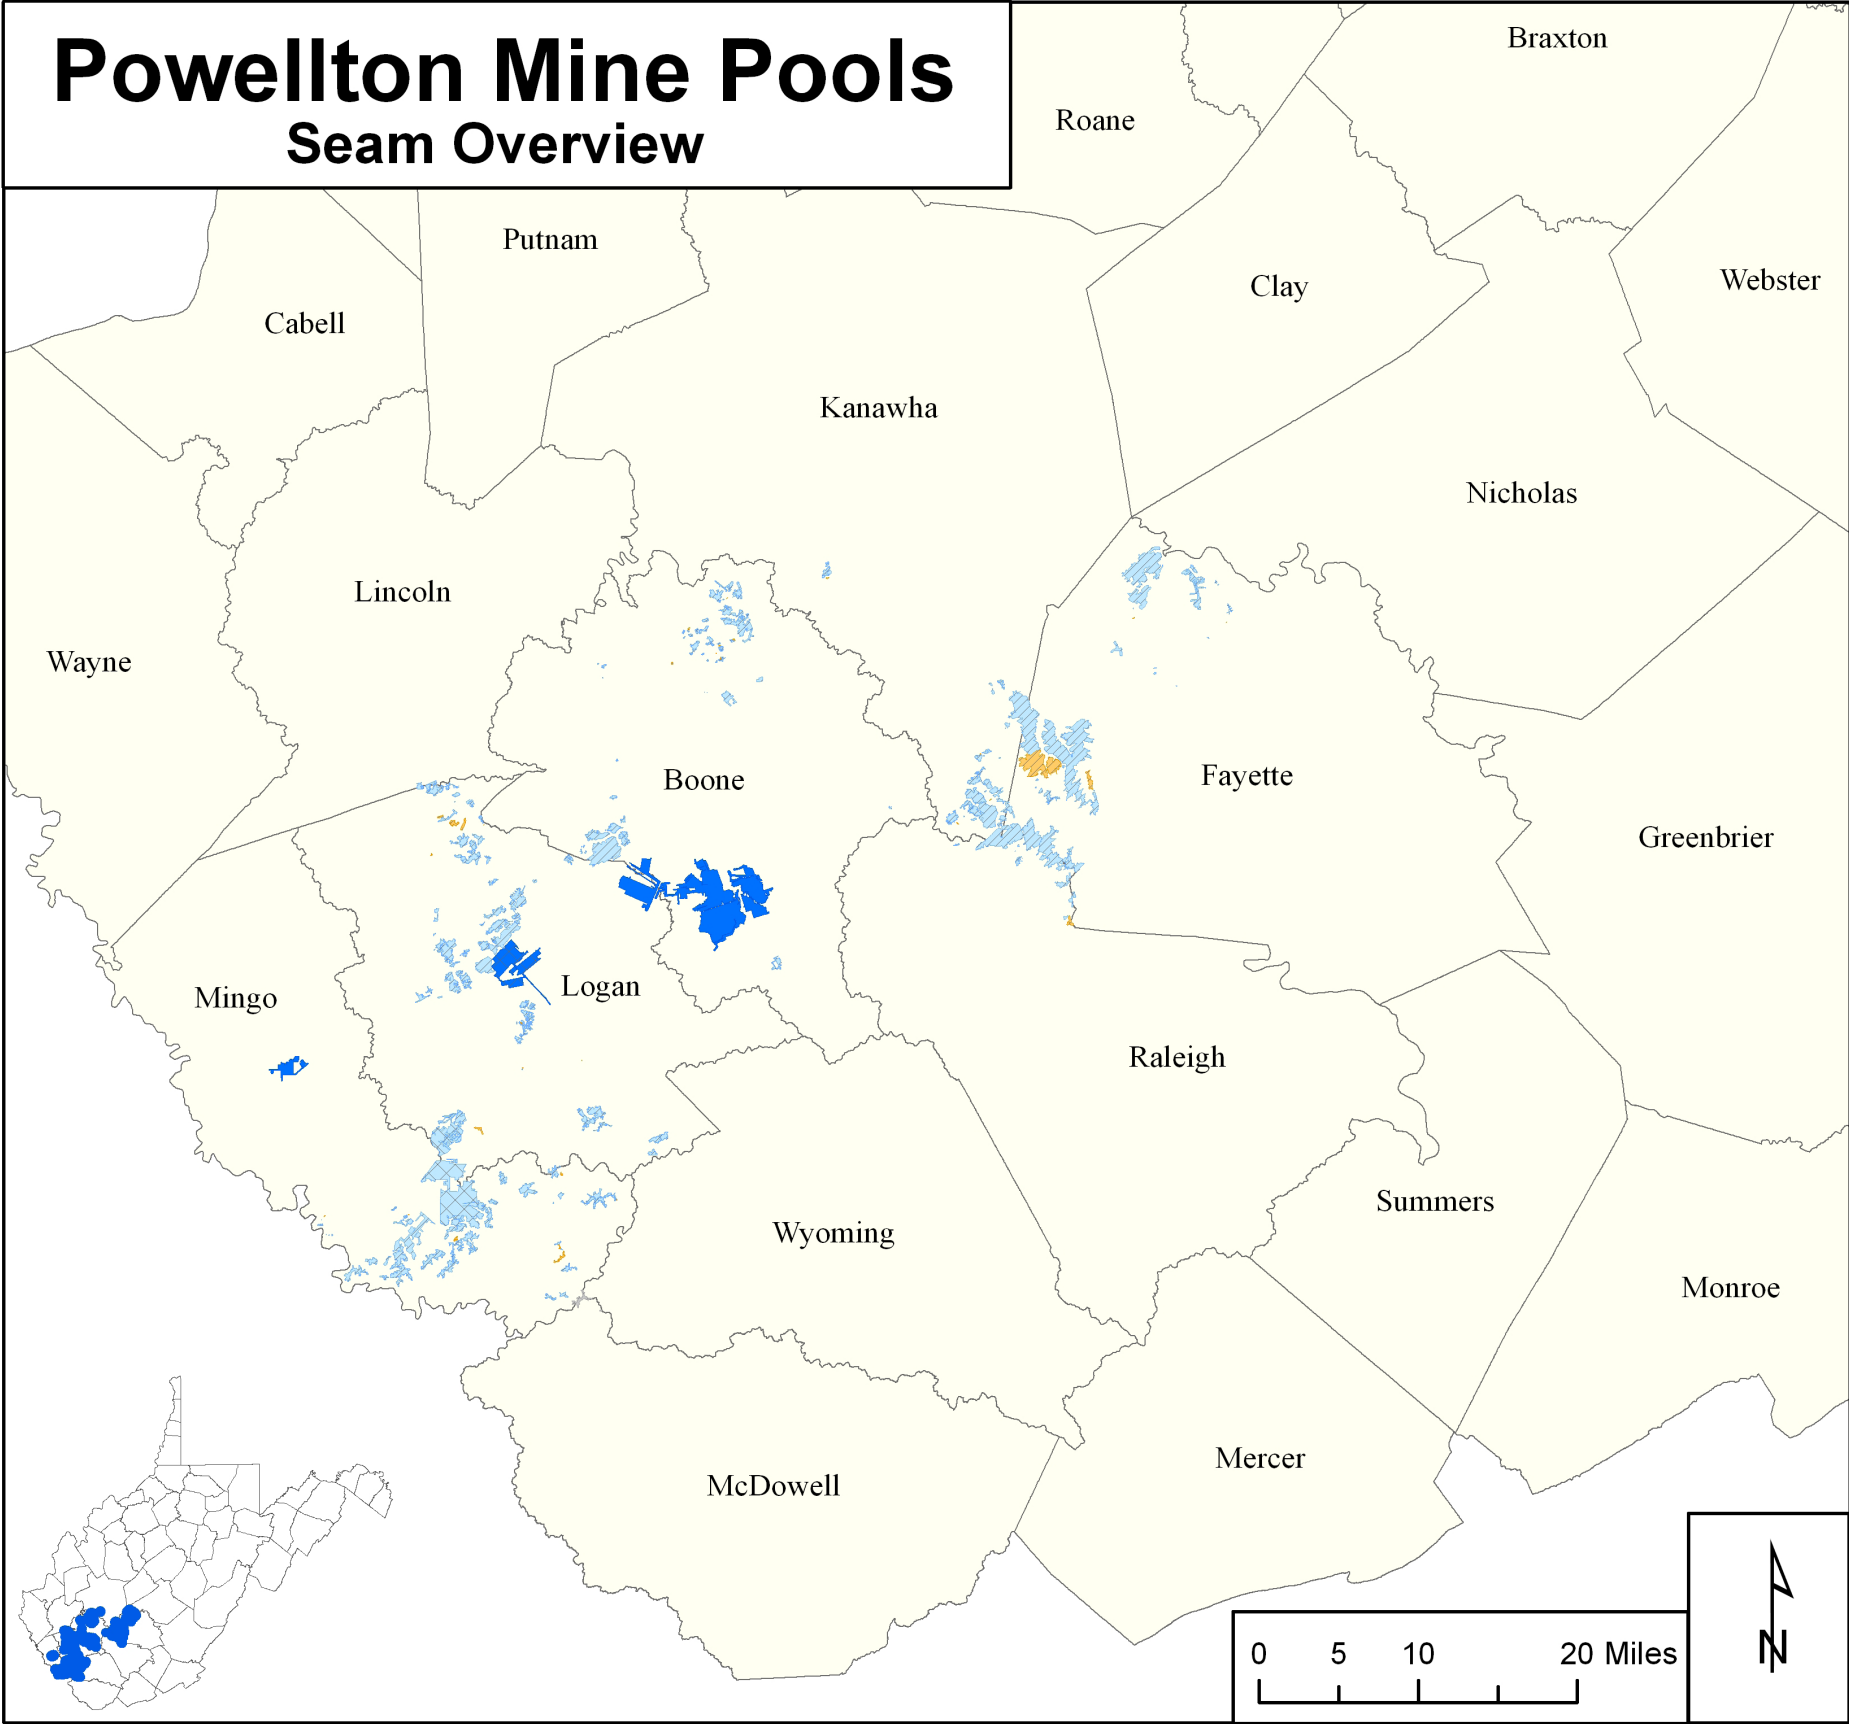 Powellton Mine Pools
Seam Overview
Braxton
Roane
Putnam
Clay
Webster
Cabell
Kanawha
Nicholas
Lincoln
Wayne
Boone
Fayette
Greenbrier
Logan
Mingo
Raleigh
Summers
Wyoming
Monroe
Mercer
McDowell
0 5 10 20 Miles
N